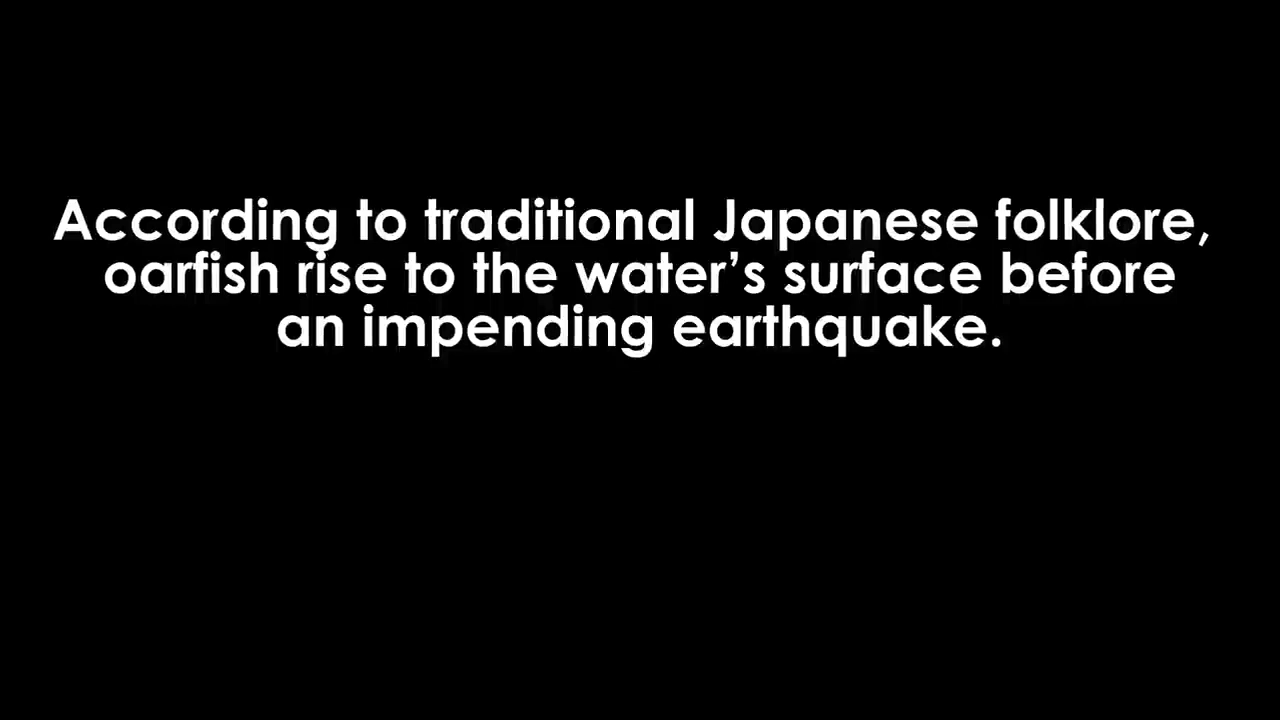 According to traditional Japanese folklore,
oarfish rise to the water’s surface before
an impending earthquake.